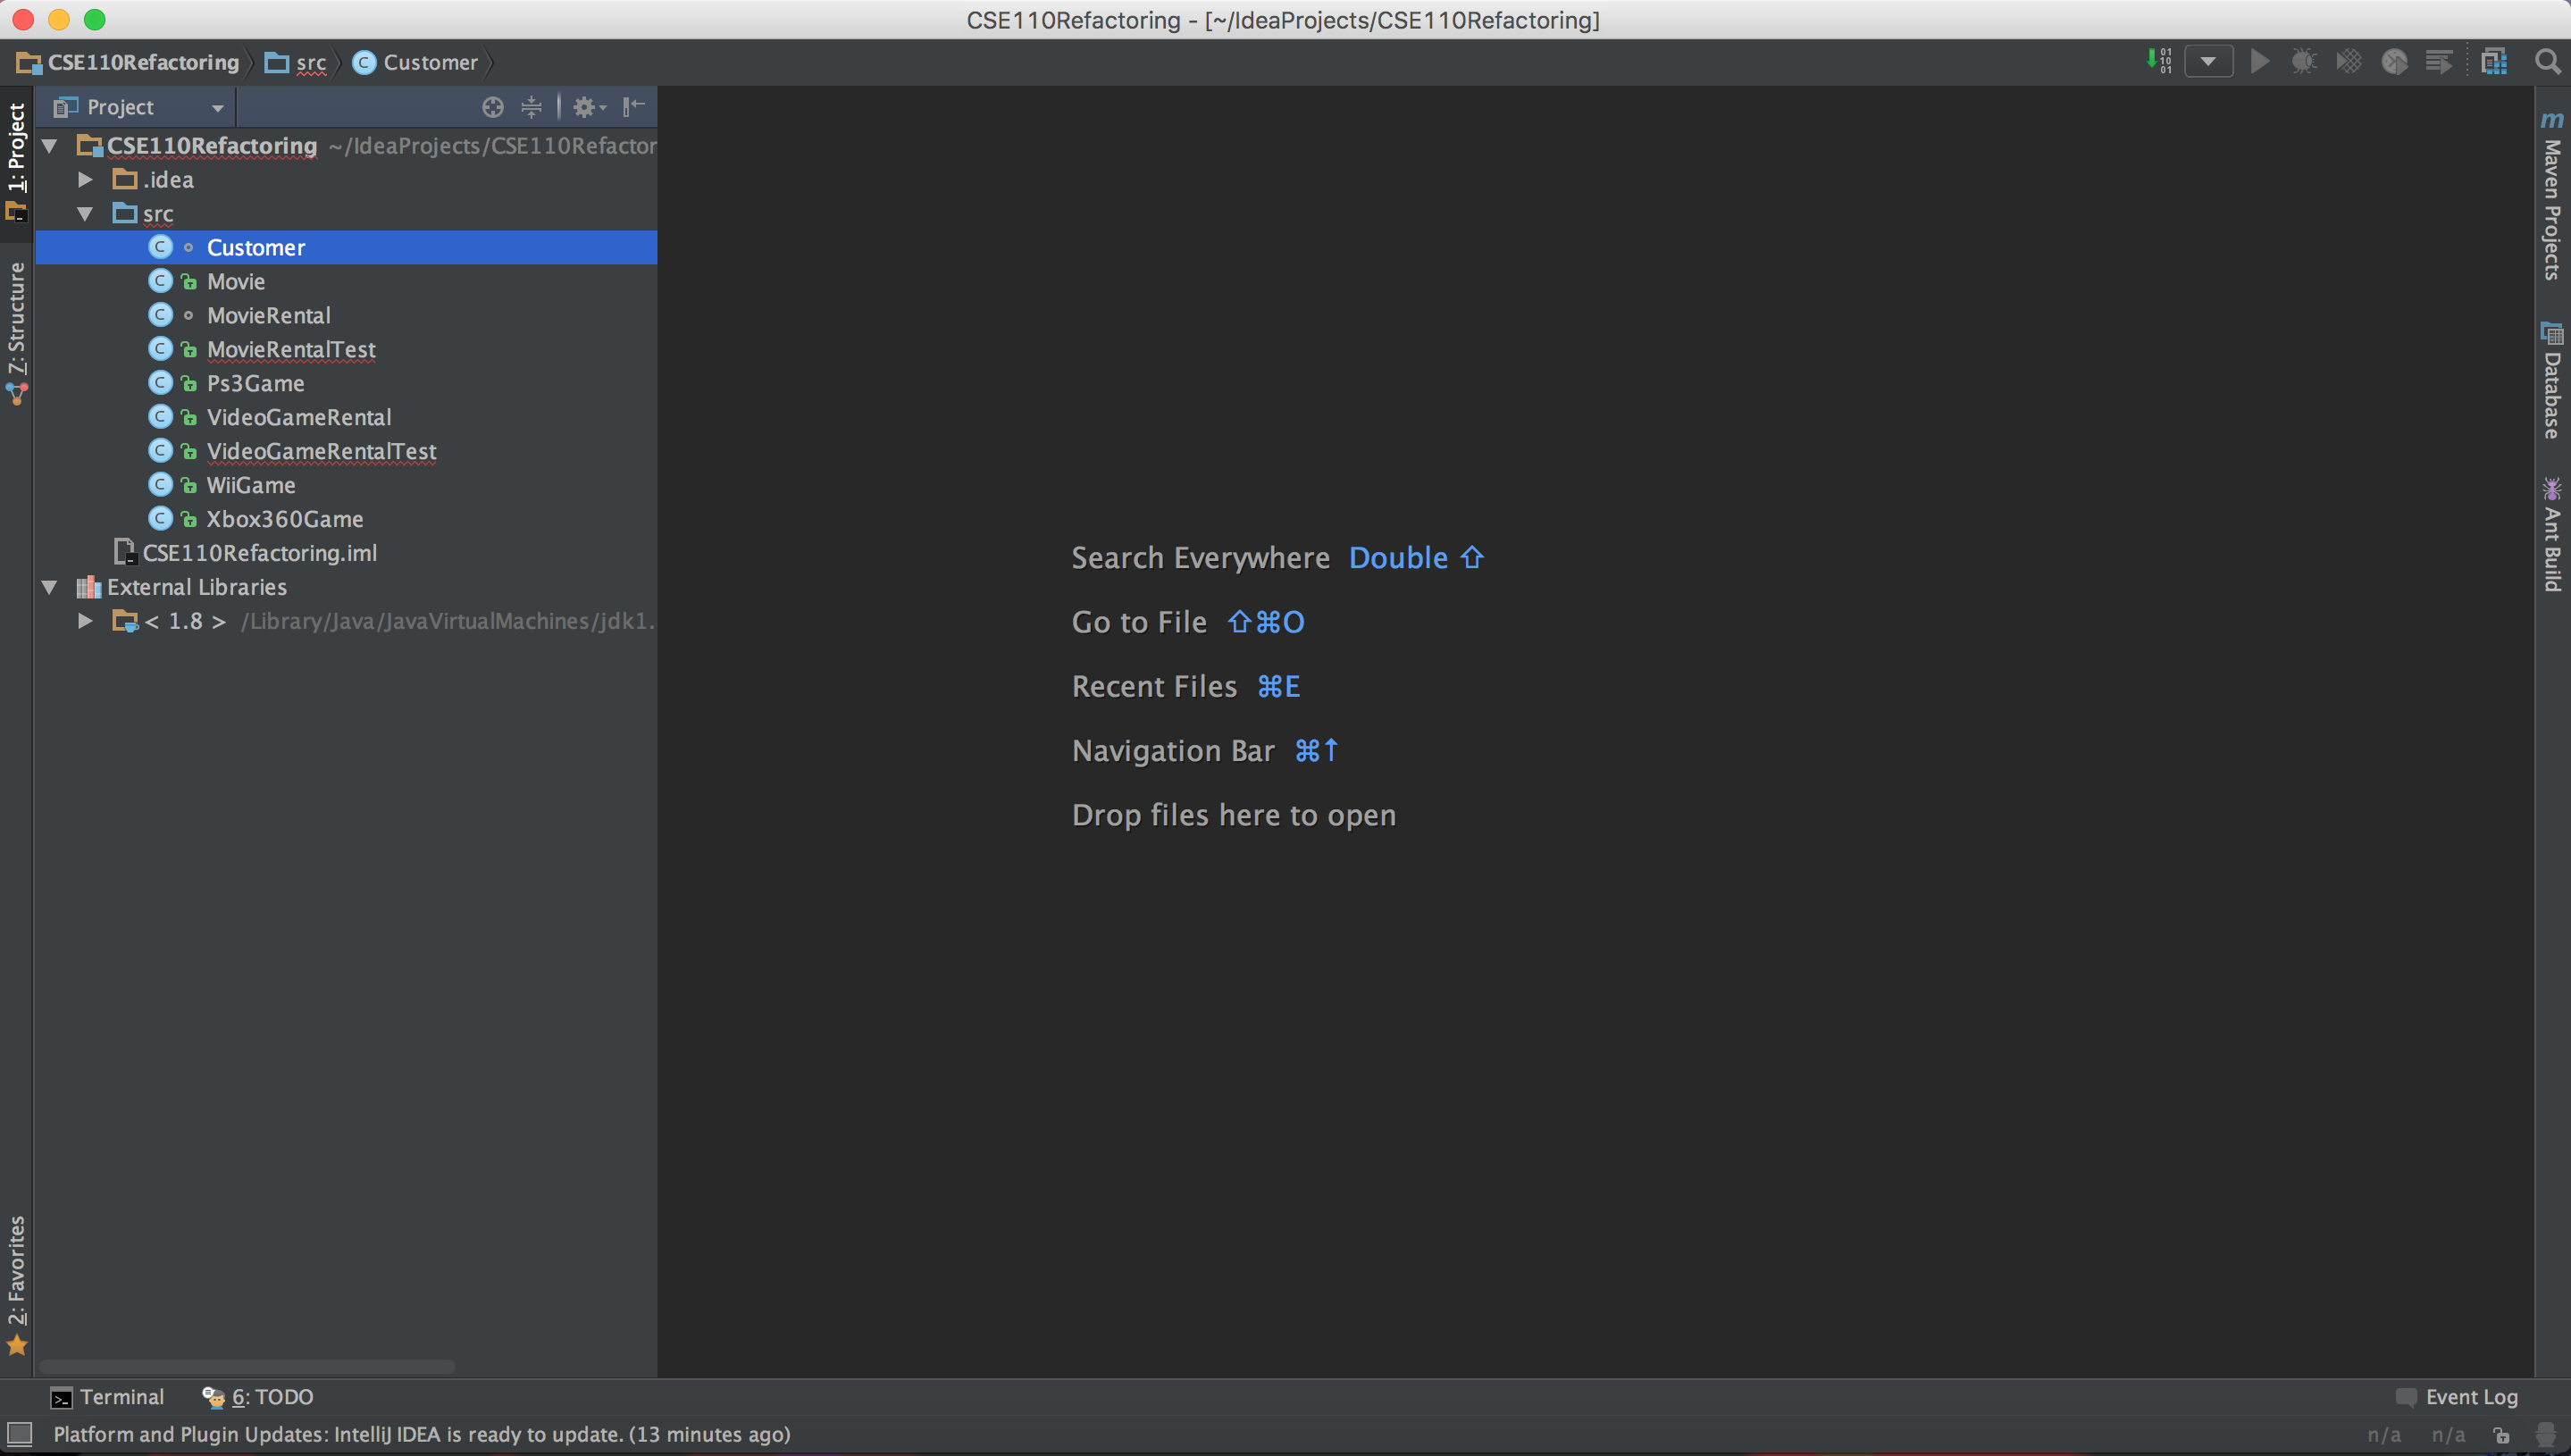 CSE110Refactoring - [~/IdeaProjects/CSE110Refactoring]
CSE110Refactoring src Customer
1: Project
7: Structure
2: Favorites
Project
CSE110Refactoring ~/IdeaProjects/CSE110Refactor
.idea
src
Customer
Movie
MovieRental
MovieRentalTest
Ps3Game
VideoGameRental
VideoGameRentalTest
WiiGame
Xbox360Game
CSE110Refactoring.iml
External Libraries
< 1.8 > /Library/Java/JavaVirtualMachines/jdk1.
Search Everywhere Double ⇧
Go to File ⇧⌘O
Recent Files ⌘E
Navigation Bar ⌘↑
Drop files here to open
m Maven Projects
Database
Ant Build
Terminal 6: TODO Event Log
Platform and Plugin Updates: IntelliJ IDEA is ready to update. (13 minutes ago) n/a n/a